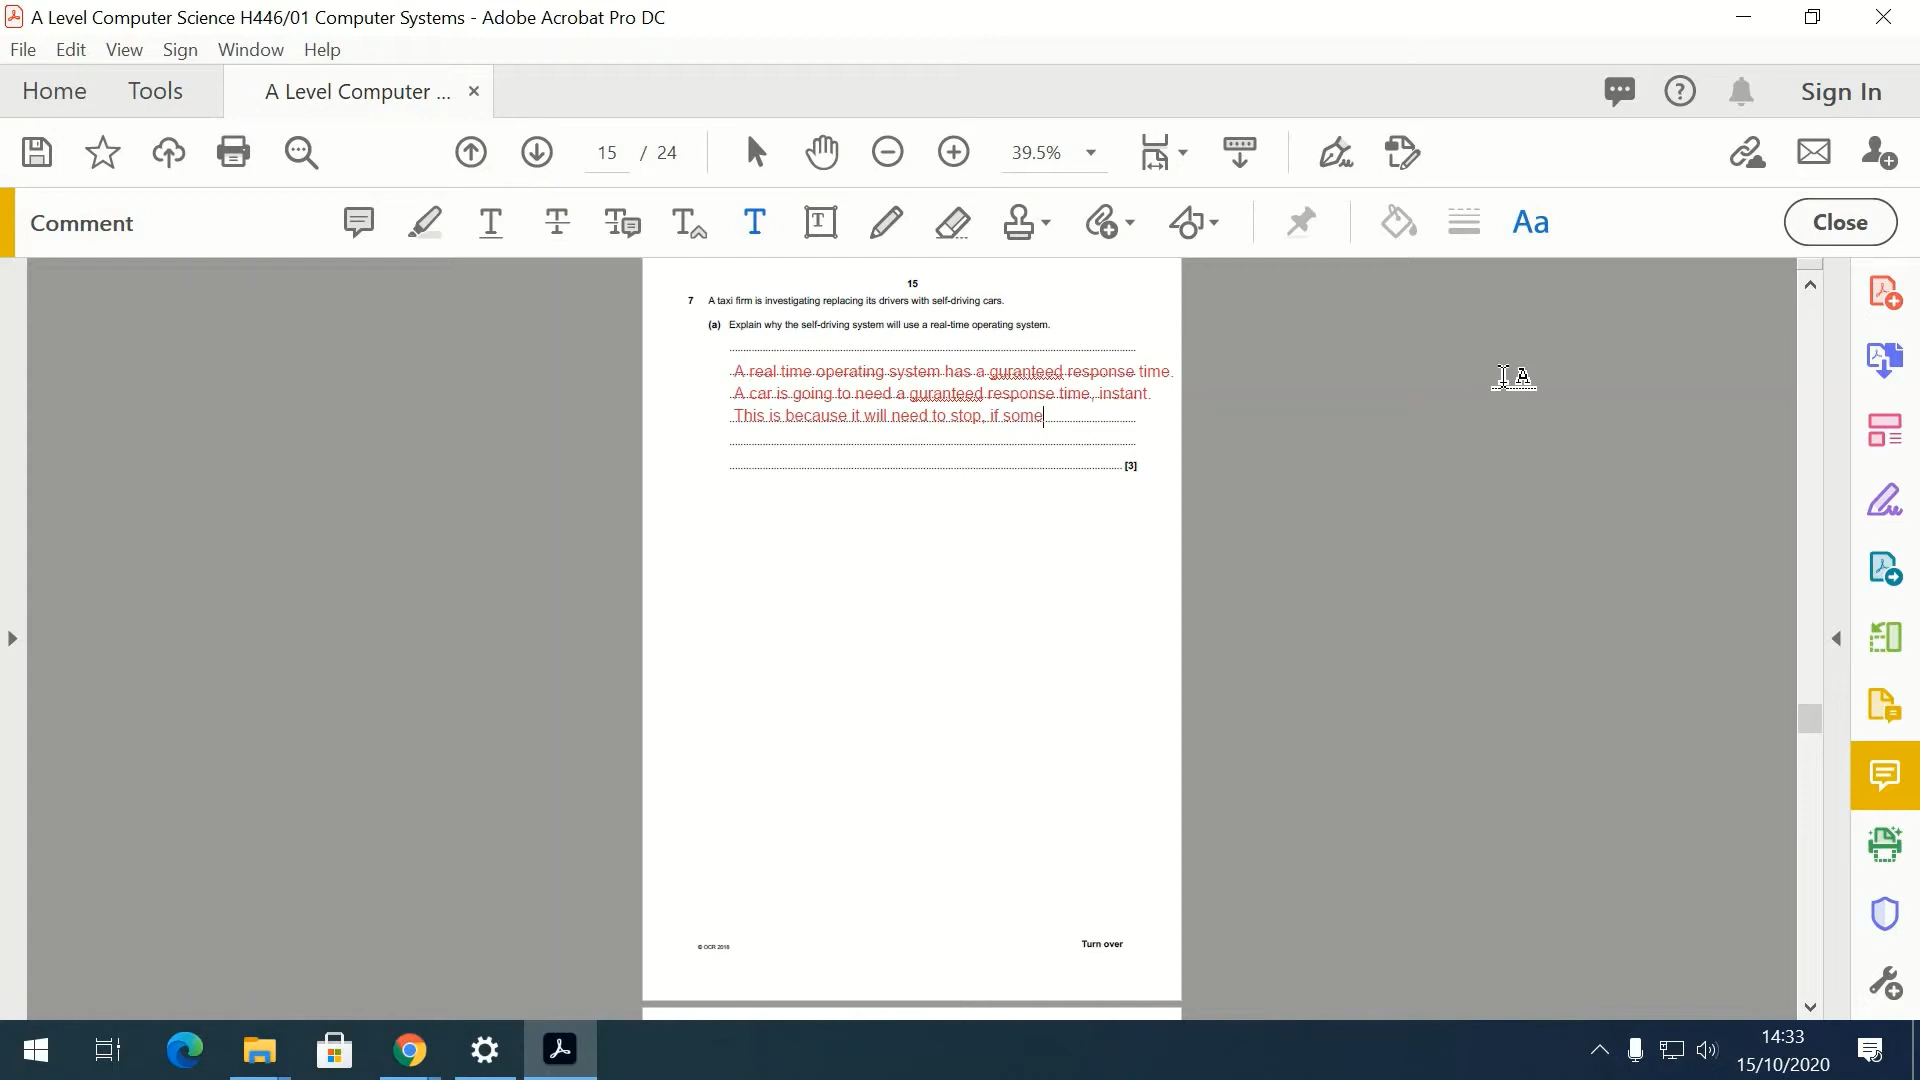 A Level Computer Science H446/01 Computer Systems - Adobe Acrobat Pro DC
File Edit View Sign Window Help
Home Tools A Level Computer ... × Sign In
15 / 24 39.5%
Comment Aa Close
15
7 A taxi firm is investigating replacing its drivers with self-driving cars.
(a) Explain why the self-driving system will use a real-time operating system.
A real time operating system has a guranteed response time.
A car is going to need a guranteed response time, instant.
This is because it will need to stop, if some
[3]
© OCR 2018
Turn over
14:33
15/10/2020